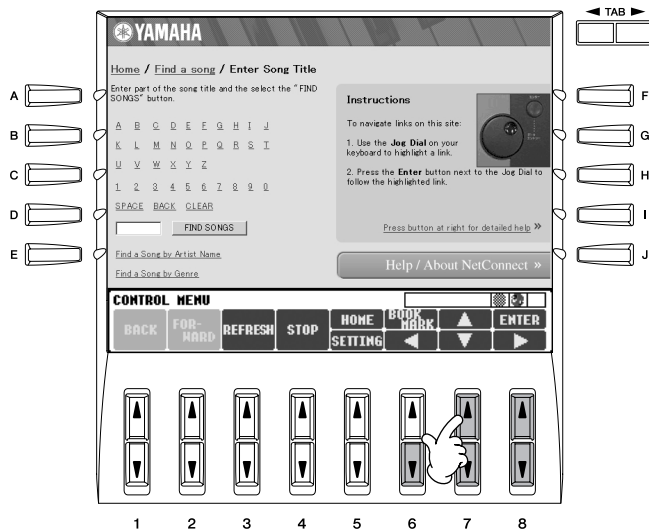 ◄ TAB ►
YAMAHA
Home / Find a song / Enter Song Title
Enter part of the song title and the select the "FIND
SONGS" button.
A B C D E F G H I J
K L M N O P Q R S T
U V W X Y Z
1 2 3 4 5 6 7 8 9 0
SPACE BACK CLEAR
FIND SONGS
Find a Song by Artist Name
Find a Song by Genre
Instructions
To navigate links on this site:
1. Use the Jog Dial on your
keyboard to highlight a link.
2. Press the Enter button next to the Jog Dial to
follow the highlighted link.
Press button at right for detailed help »
Help / About NetConnect »
A
B
C
D
E
F
G
H
I
J
CONTROL MENU
BACK
FOR-
WARD
REFRESH
STOP
HOME
SETTING
BOOK
MARK
ENTER
1 2 3 4 5 6 7 8